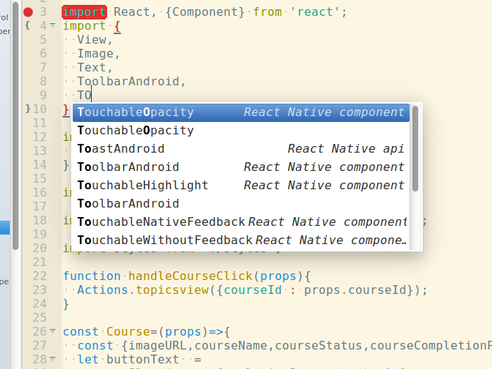 rol
per
3 import React, {Component} from 'react';
{ 4 import {
5 View,
6 Image,
7 Text,
8 ToolbarAndroid,
9 TO
}10 }
TouchableOpacity React Native component
TouchableOpacity
ToastAndroid React Native api
ToolbarAndroid React Native component
TouchableHighlight React Native component
ToolbarAndroid
TouchableNativeFeedback React Native component
TouchableWithoutFeedback React Native compone…
11
12 im
13
14 }
15
16 im
17
18 im ;
19
20
21
22 function handleCourseClick(props){
23 Actions.topicsview({courseId : props.courseId});
24 }
25
26 const Course=(props)=>{
27 const {imageURL,courseName,courseStatus,courseCompletionP
28 let buttonText =
pe